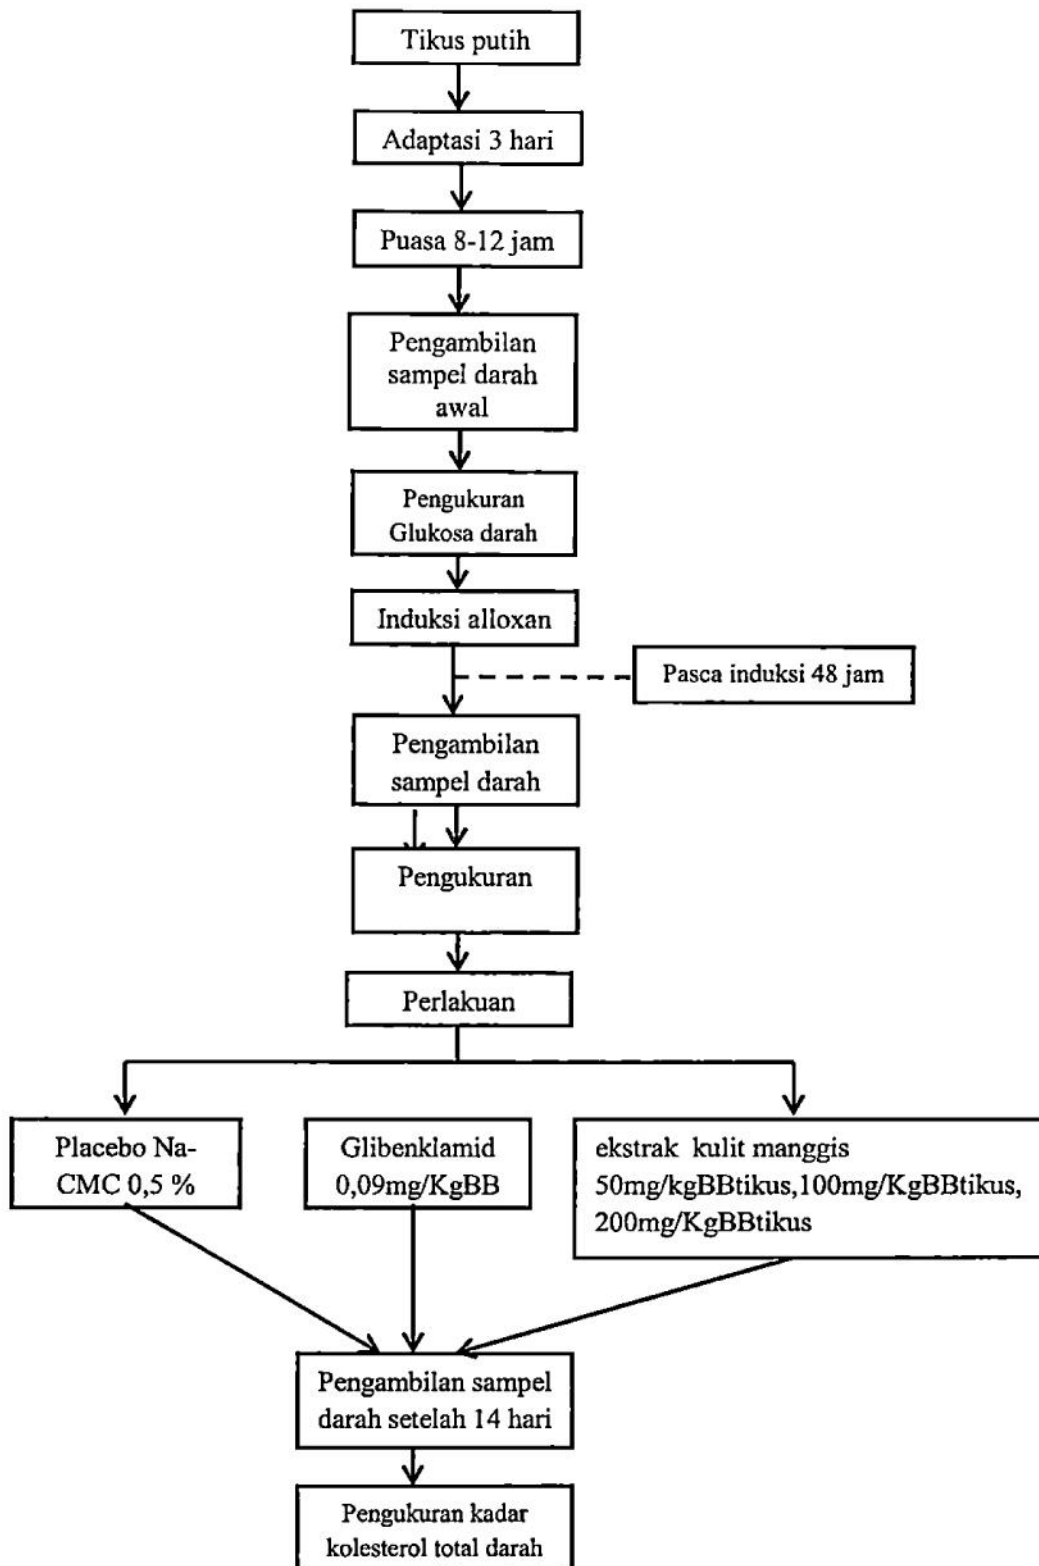 Tikus putih
Adaptasi 3 hari
Puasa 8-12 jam
Pengambilan
sampel darah
awal
Pengukuran
Glukosa darah
Induksi alloxan
Pasca induksi 48 jam
Pengambilan
sampel darah
Pengukuran
Perlakuan
Placebo Na-
CMC 0,5 %
Glibenklamid
0,09mg/KgBB
ekstrak kulit manggis
50mg/kgBBtikus,100mg/KgBBtikus,
200mg/KgBBtikus
Pengambilan sampel
darah setelah 14 hari
Pengukuran kadar
kolesterol total darah